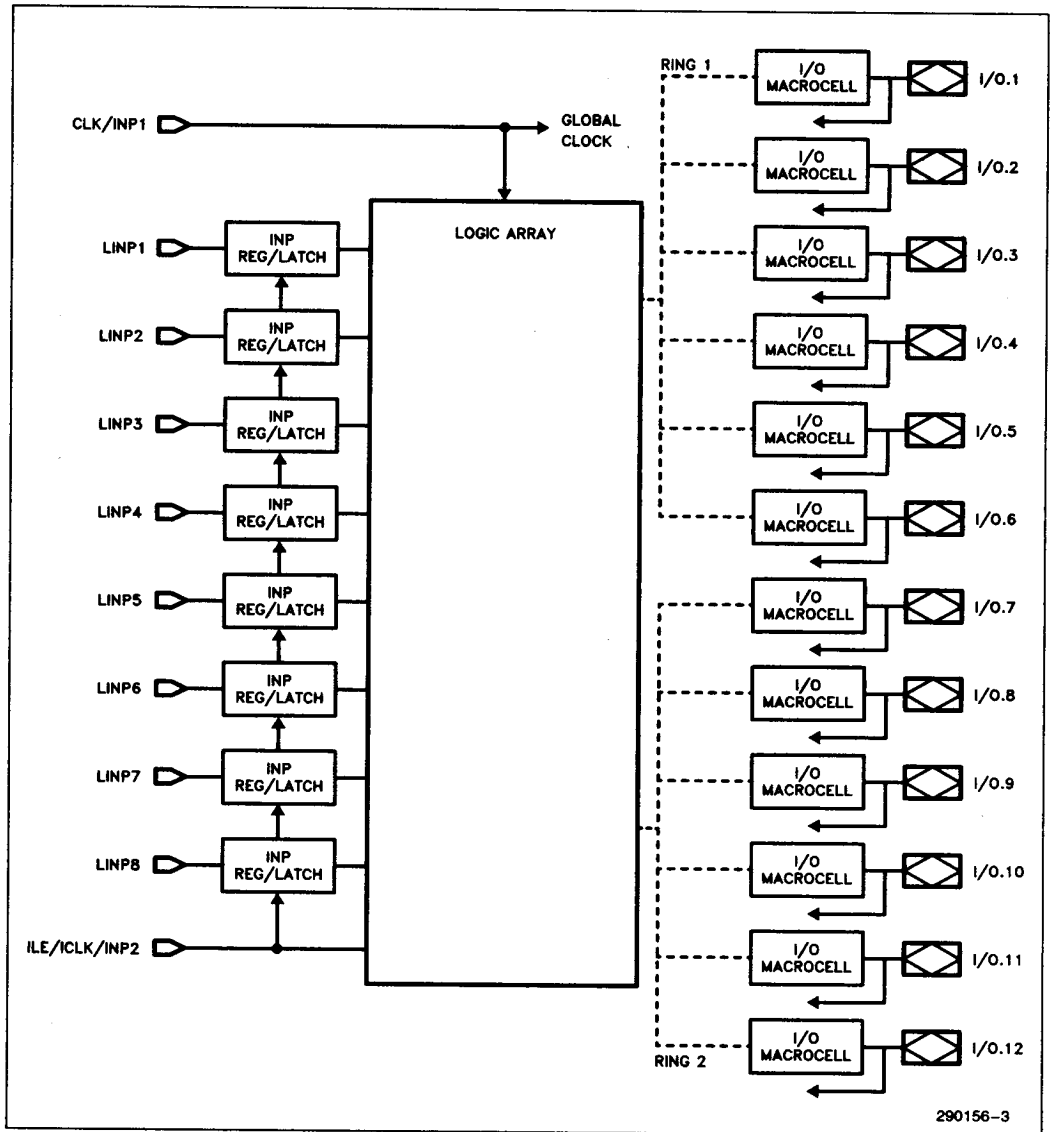 CLK/INP1
GLOBAL
CLOCK
LOGIC ARRAY
LINP1
INP
REG/LATCH
LINP2
INP
REG/LATCH
LINP3
INP
REG/LATCH
LINP4
INP
REG/LATCH
LINP5
INP
REG/LATCH
LINP6
INP
REG/LATCH
LINP7
INP
REG/LATCH
LINP8
INP
REG/LATCH
ILE/ICLK/INP2
RING 1
I/O
MACROCELL
I/O.1
I/O
MACROCELL
I/O.2
I/O
MACROCELL
I/O.3
I/O
MACROCELL
I/O.4
I/O
MACROCELL
I/O.5
I/O
MACROCELL
I/O.6
I/O
MACROCELL
I/O.7
I/O
MACROCELL
I/O.8
I/O
MACROCELL
I/O.9
I/O
MACROCELL
I/O.10
I/O
MACROCELL
I/O.11
I/O
MACROCELL
I/O.12
RING 2
290156-3